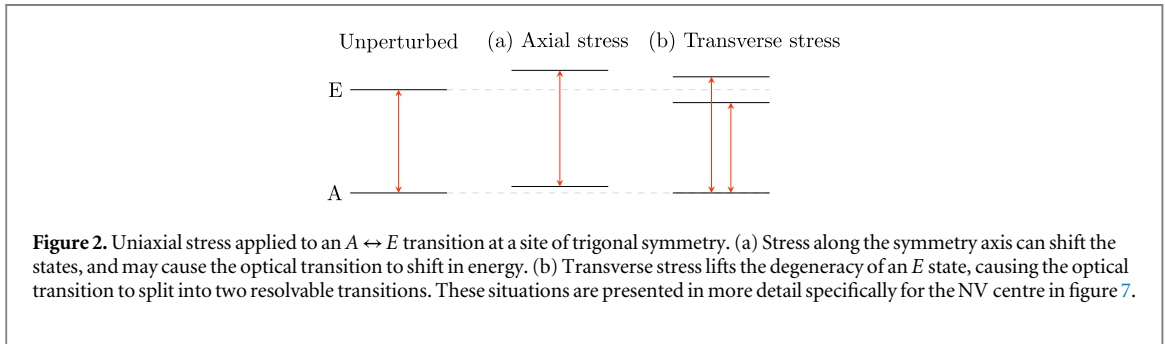 Unperturbed (a) Axial stress (b) Transverse stress
E
A
Figure 2. Uniaxial stress applied to an A ↔ E transition at a site of trigonal symmetry. (a) Stress along the symmetry axis can shift the
states, and may cause the optical transition to shift in energy. (b) Transverse stress lifts the degeneracy of an E state, causing the optical
transition to split into two resolvable transitions. These situations are presented in more detail specifically for the NV centre in figure 7.